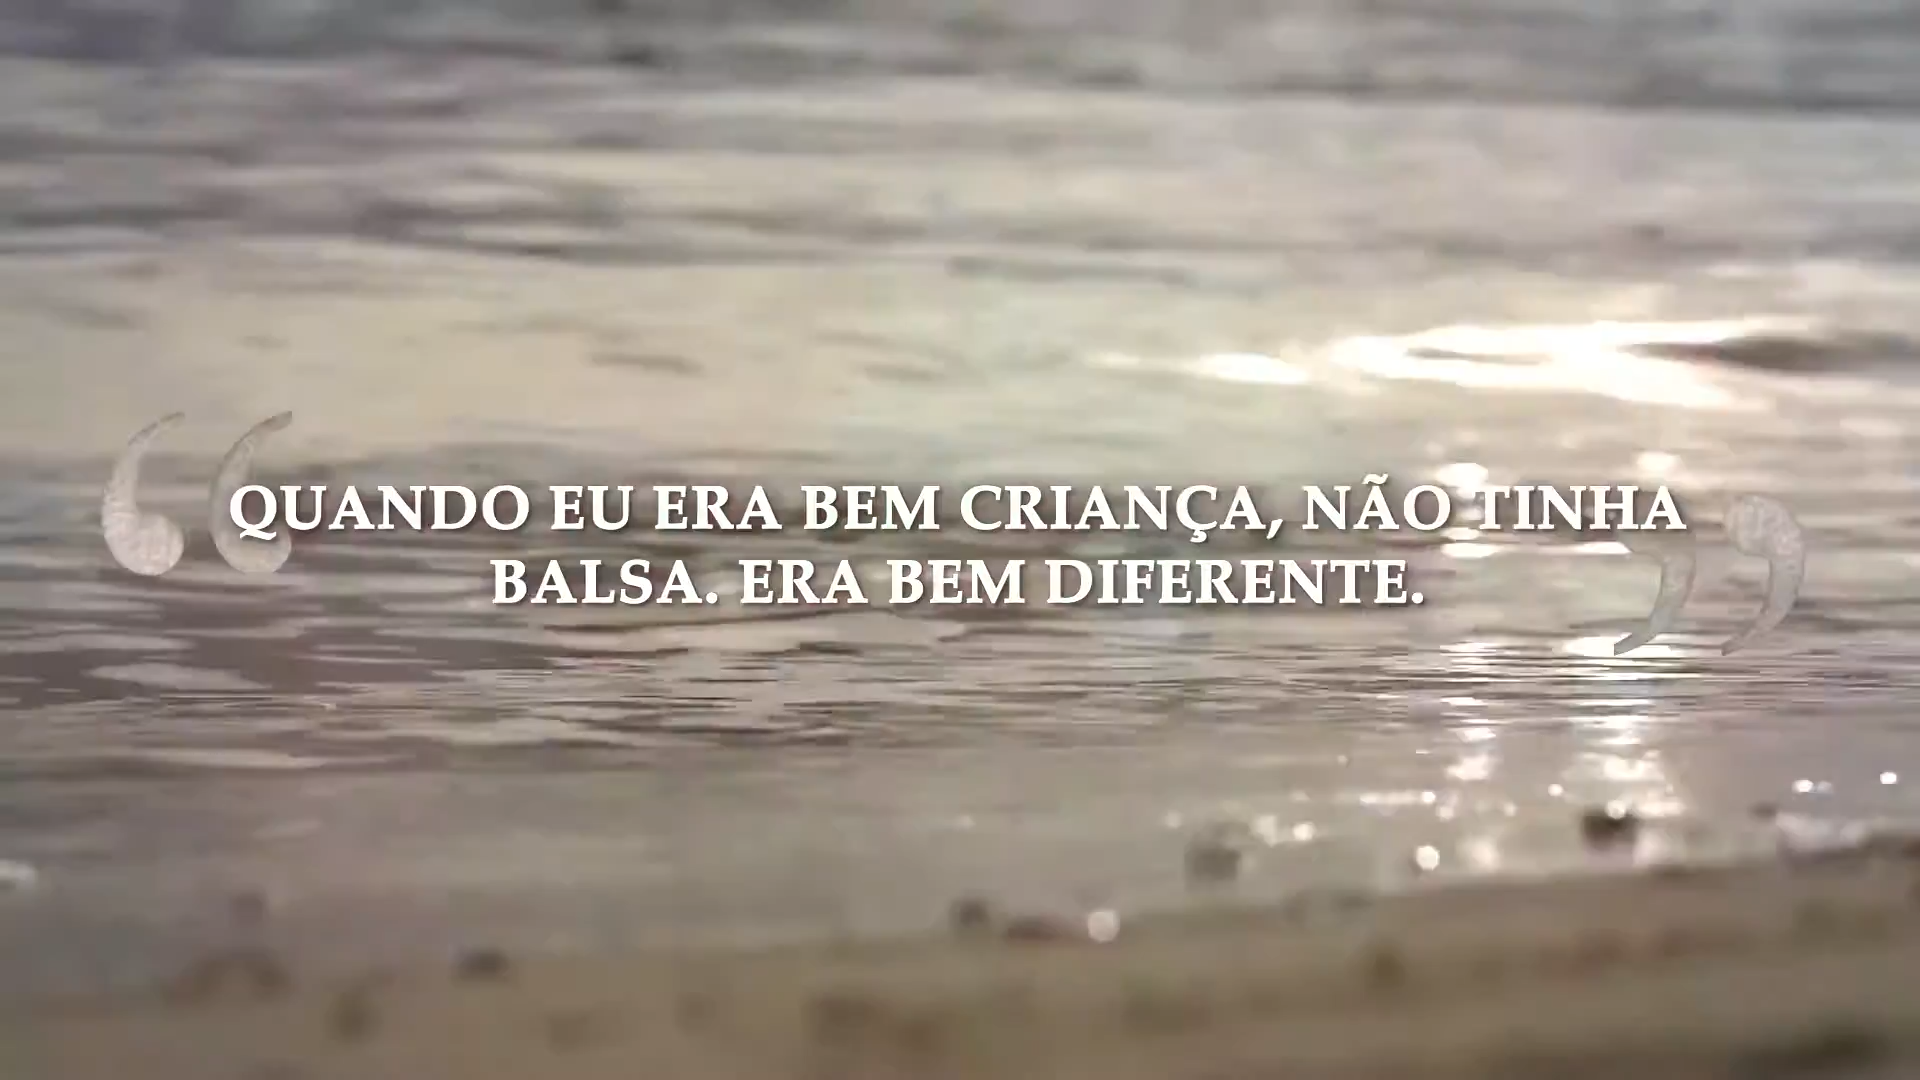 QUANDO EU ERA BEM CRIANÇA, NÃO TINHA
BALSA. ERA BEM DIFERENTE.